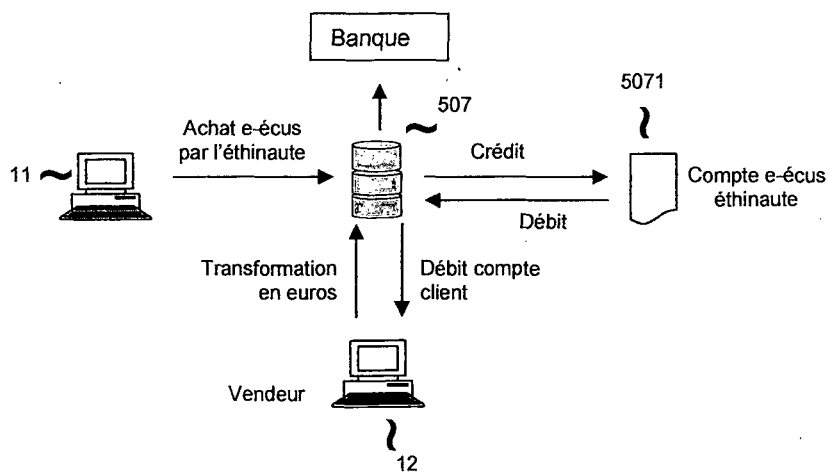 Banque
5071
507
Achat e-écus
par l'éthinaute
11
Crédit
Compte e-écus
éthinaute
Débit
Transformation
en euros
Débit compte
client
Vendeur
12